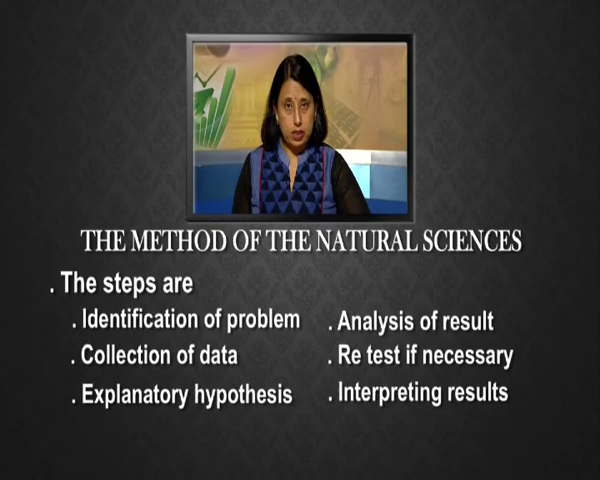 THE METHOD OF THE NATURAL SCIENCES
. The steps are
. Identification of problem
. Collection of data
. Explanatory hypothesis
. Analysis of result
. Re test if necessary
. Interpreting results